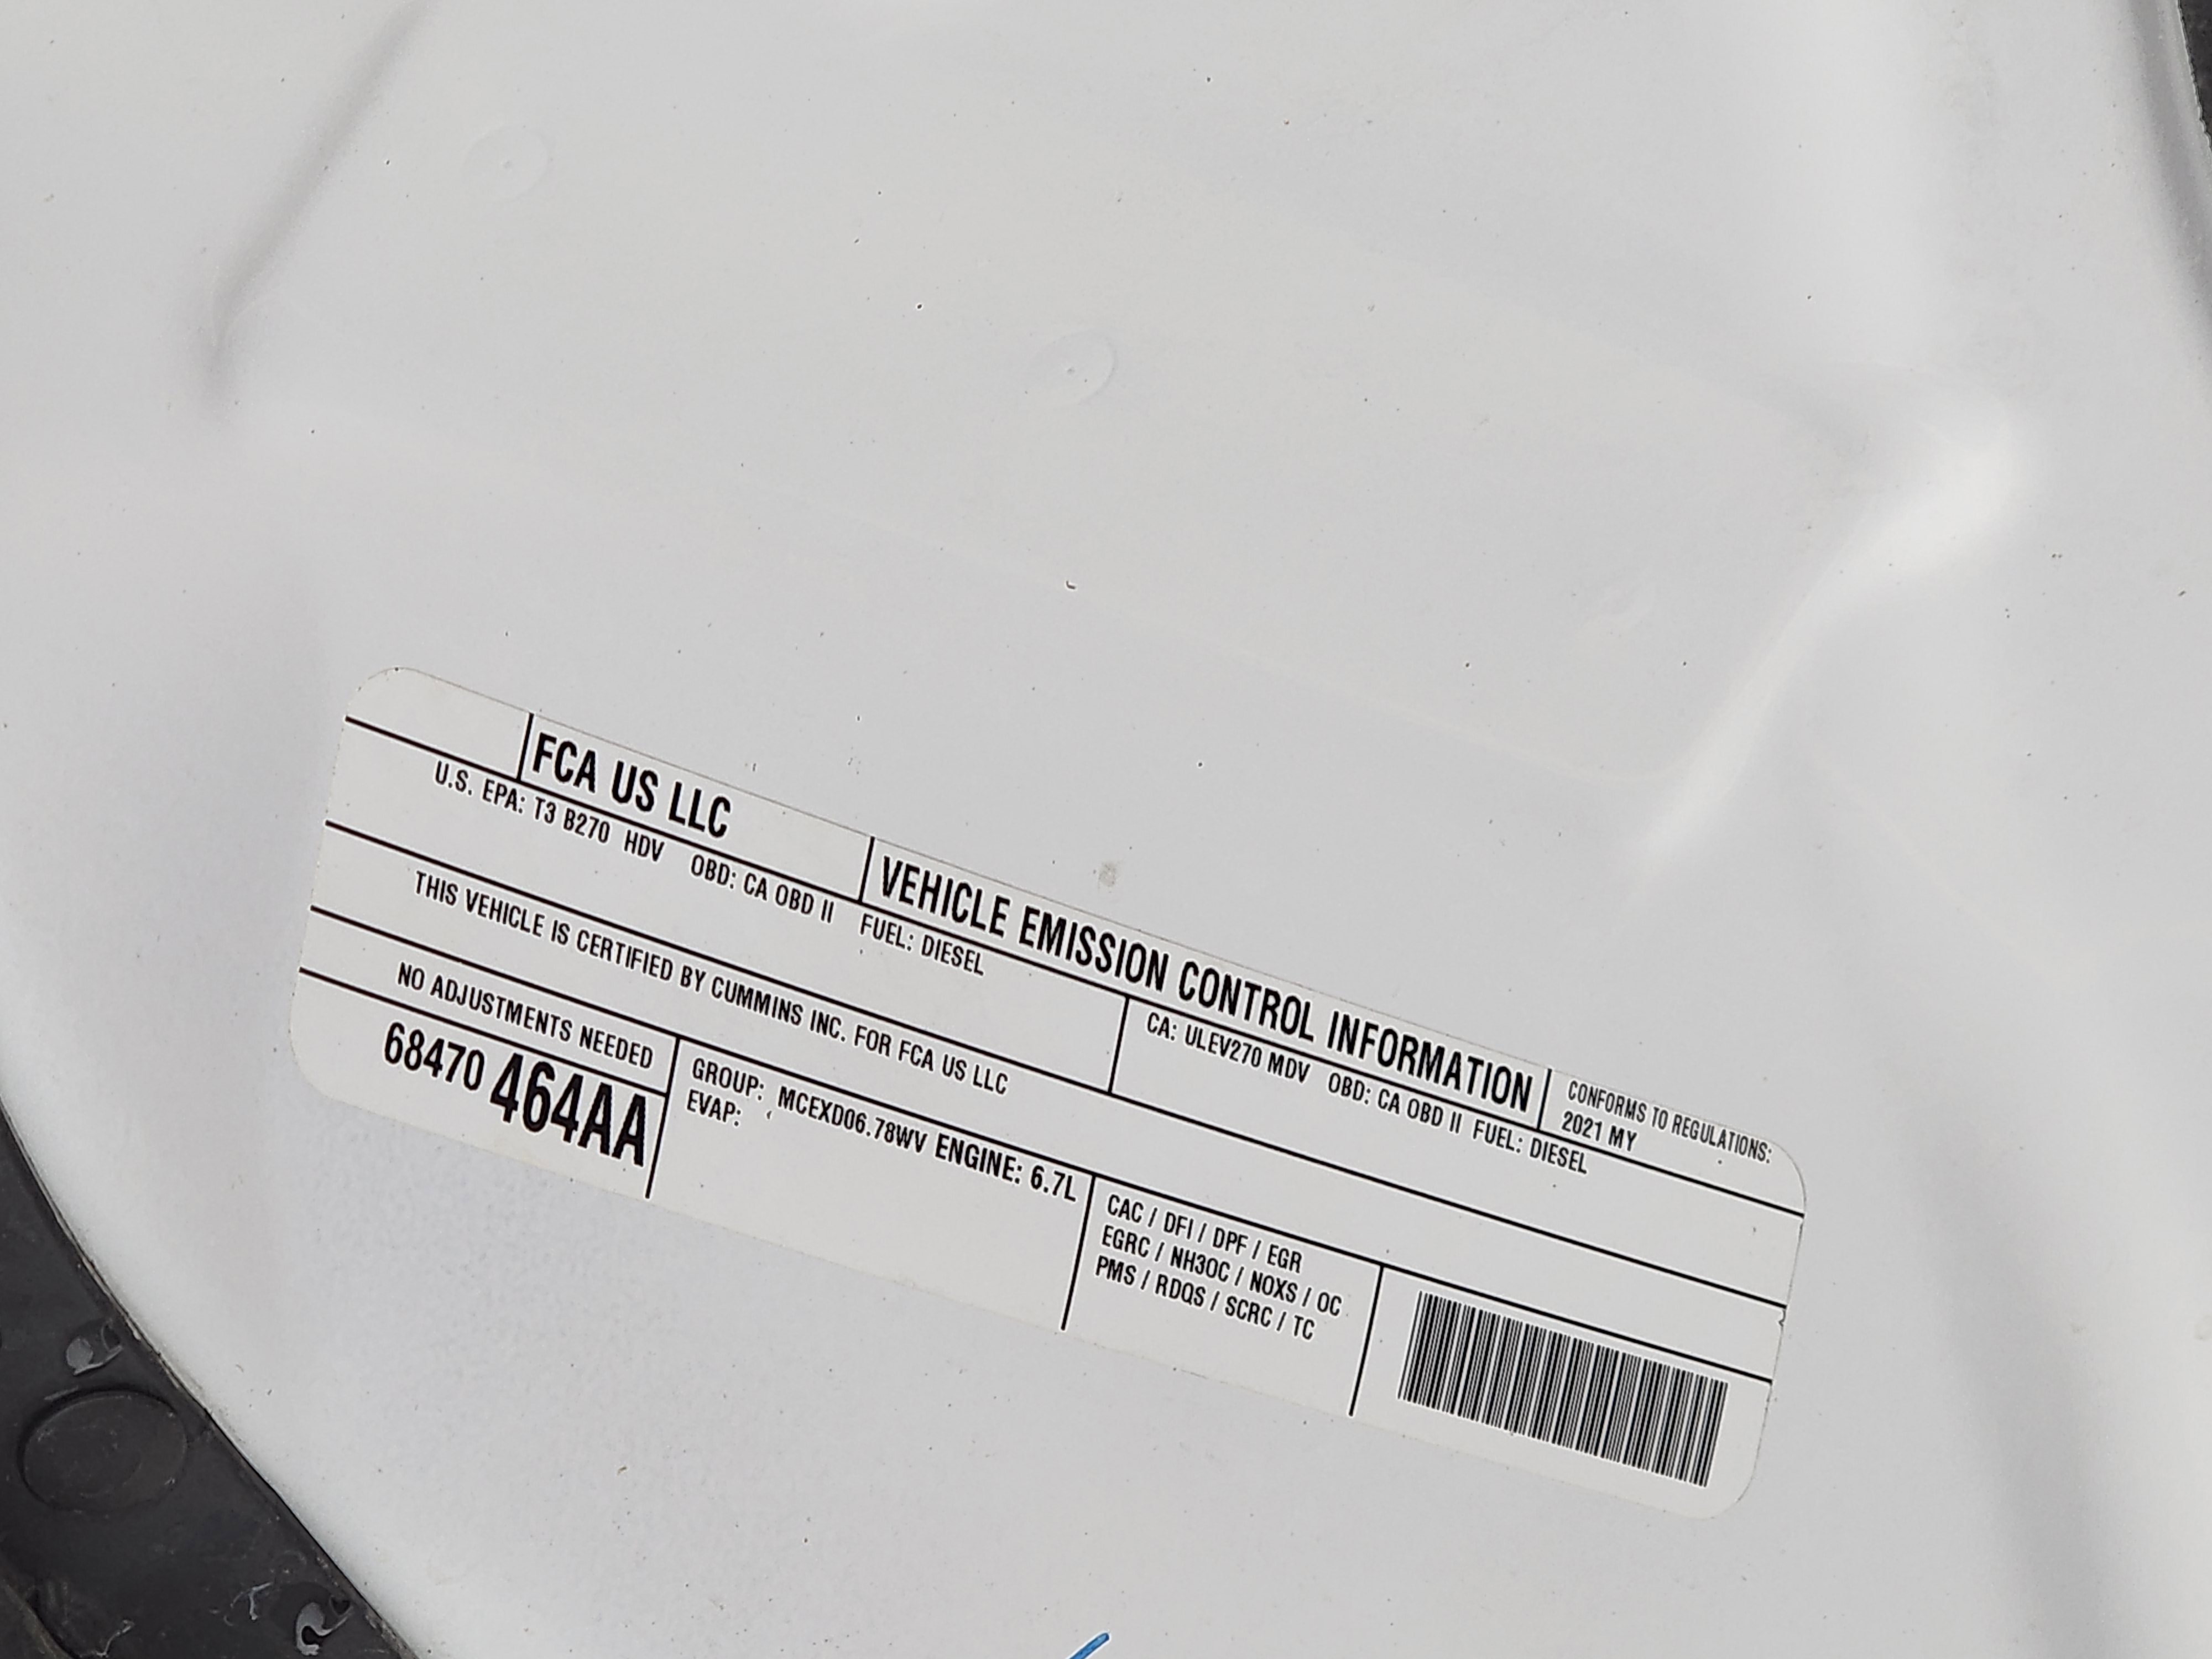 FCA US LLC
VEHICLE EMISSION CONTROL INFORMATION
CONFORMS TO REGULATIONS:
2021 MY
U.S. EPA: T3 B270 HDV OBD: CA OBD II FUEL: DIESEL
CA: ULEV270 MDV OBD: CA OBD II FUEL: DIESEL
THIS VEHICLE IS CERTIFIED BY CUMMINS INC. FOR FCA US LLC
NO ADJUSTMENTS NEEDED
68470 464AA
GROUP: MCEXD06.78WV ENGINE: 6.7L
EVAP:
CAC / DFI / DPF / EGR
EGRC / NH3OC / NOXS / OC
PMS / RDQS / SCRC / TC